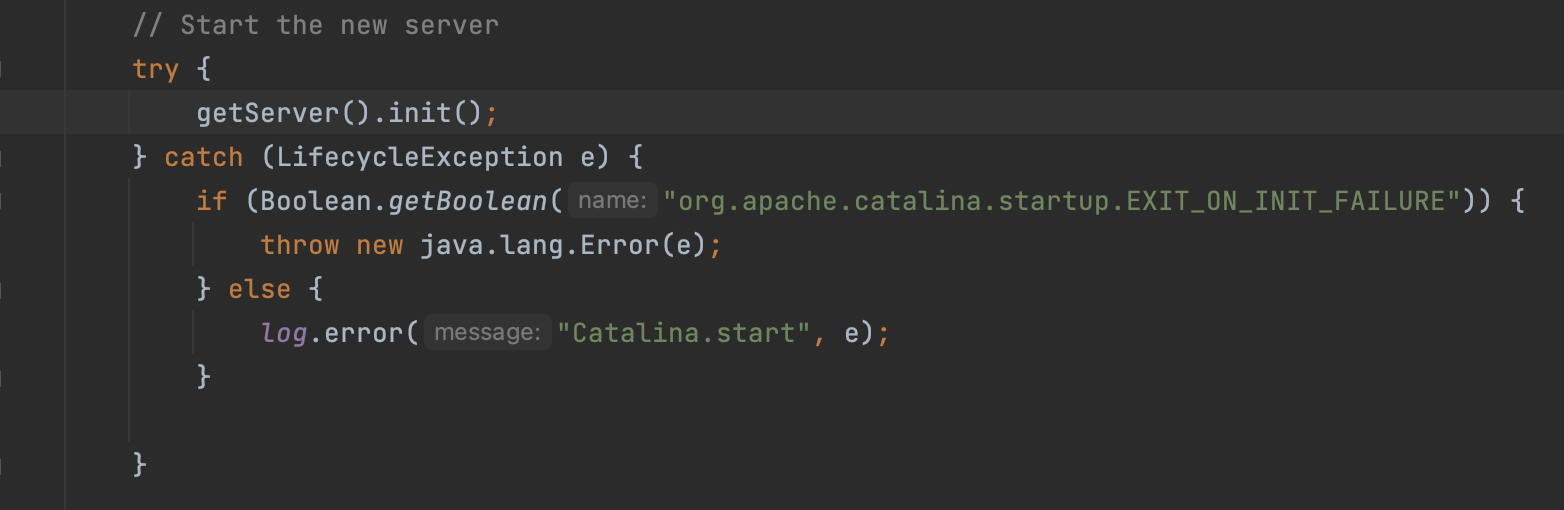 // Start the new server
try {
getServer().init();
} catch (LifecycleException e) {
if (Boolean.getBoolean( name: "org.apache.catalina.startup.EXIT_ON_INIT_FAILURE")) {
throw new java.lang.Error(e);
} else {
log.error( message: "Catalina.start", e);
}
}